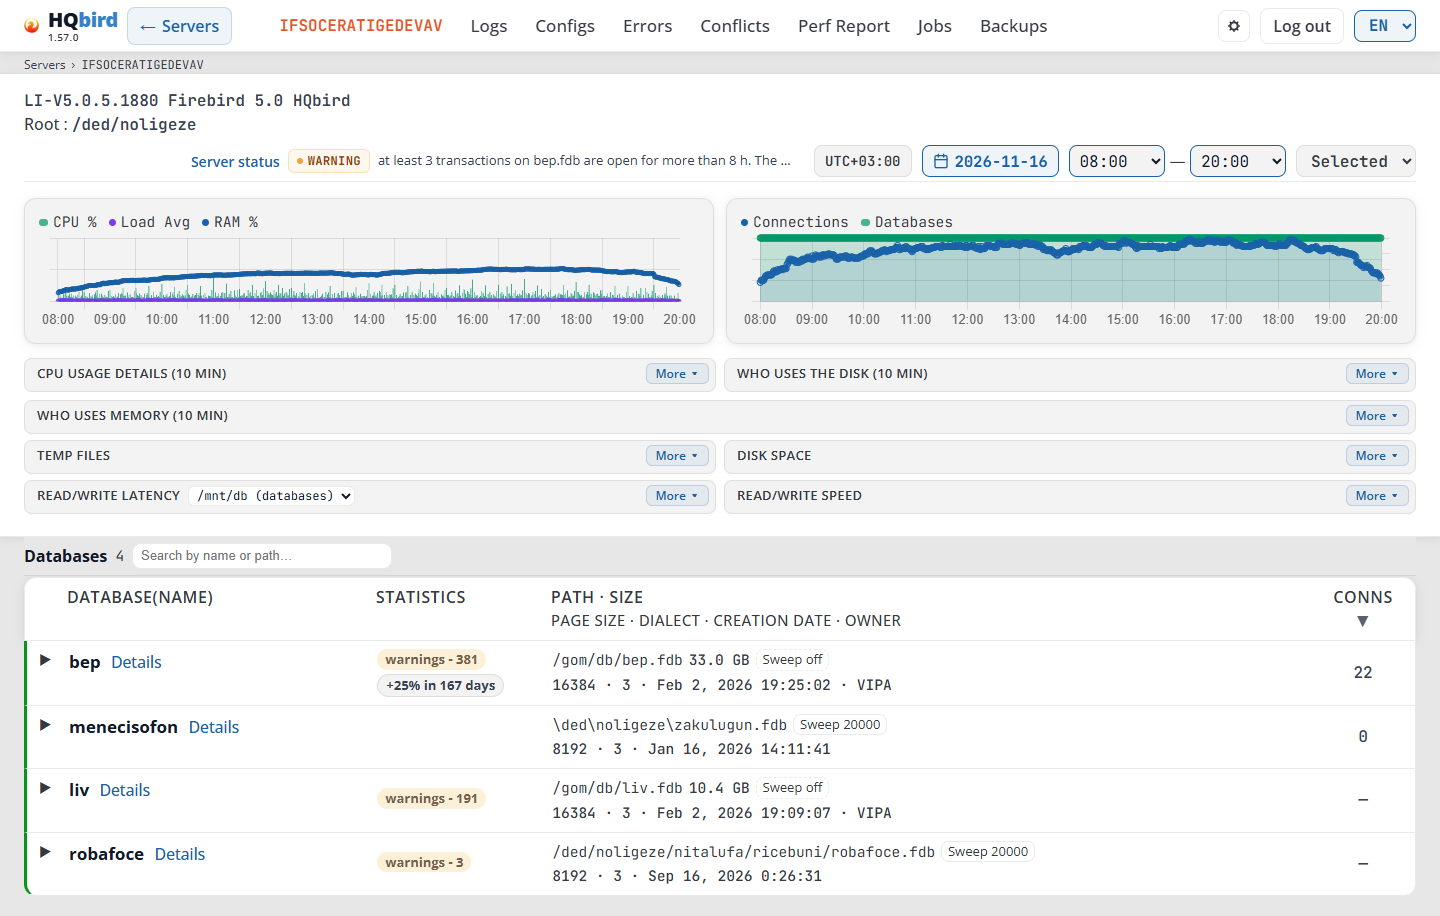 HQbird
1.57.0
← Servers
IFSOCERATIGEDEVAV
Logs
Configs
Errors
Conflicts
Perf Report
Jobs
Backups
Log out
EN
Servers › IFSOCERATIGEDEVAV
LI-V5.0.5.1880 Firebird 5.0 HQbird
Root : /ded/noligeze
Server status
WARNING
at least 3 transactions on bep.fdb are open for more than 8 h. The ...
UTC+03:00
2026-11-16
08:00 — 20:00
Selected
CPU % Load Avg RAM %
08:00 09:00 10:00 11:00 12:00 13:00 14:00 15:00 16:00 17:00 18:00 19:00 20:00
Connections Databases
08:00 09:00 10:00 11:00 12:00 13:00 14:00 15:00 16:00 17:00 18:00 19:00 20:00
CPU USAGE DETAILS (10 MIN) More
WHO USES THE DISK (10 MIN) More
WHO USES MEMORY (10 MIN) More
TEMP FILES More
DISK SPACE More
READ/WRITE LATENCY /mnt/db (databases) More
READ/WRITE SPEED More
Databases 4 Search by name or path...
DATABASE(NAME) STATISTICS PATH · SIZE CONNS
PAGE SIZE · DIALECT · CREATION DATE · OWNER ▼
bep Details warnings - 381 /gom/db/bep.fdb 33.0 GB Sweep off 22
+25% in 167 days 16384 · 3 · Feb 2, 2026 19:25:02 · VIPA
menecisofon Details \ded\noligeze\zakulugun.fdb Sweep 20000 0
8192 · 3 · Jan 16, 2026 14:11:41
liv Details warnings - 191 /gom/db/liv.fdb 10.4 GB Sweep off –
16384 · 3 · Feb 2, 2026 19:09:07 · VIPA
robafoce Details warnings - 3 /ded/noligeze/nitalufa/ricebuni/robafoce.fdb Sweep 20000 –
8192 · 3 · Sep 16, 2026 0:26:31